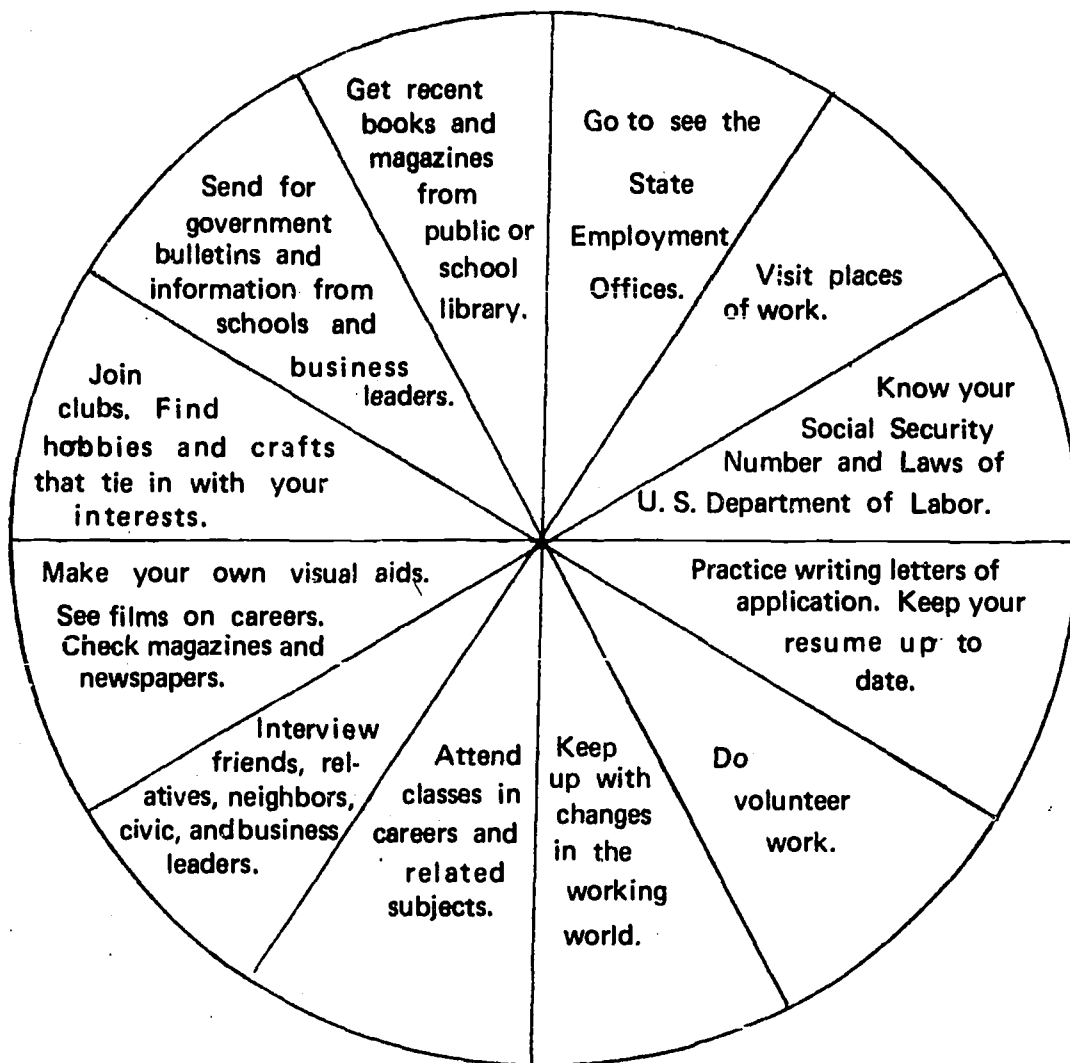 Get recent
books and
magazines
from
public or
school
library.
Go to see the
State
Employment
Offices.
Visit places
of work.
Know your
Social Security
Number and Laws of
U. S. Department of Labor.
Practice writing letters of
application. Keep your
resume up to
date.
Do
volunteer
work.
Keep
up with
changes
in the
working
world.
Attend
classes in
careers and
related
subjects.
Interview
friends, rel-
atives, neighbors,
civic, and business
leaders.
Make your own visual aids.
See films on careers.
Check magazines and
newspapers.
Join
clubs. Find
hobbies and crafts
that tie in with your
interests.
Send for
government
bulletins and
information from
schools and
business
leaders.